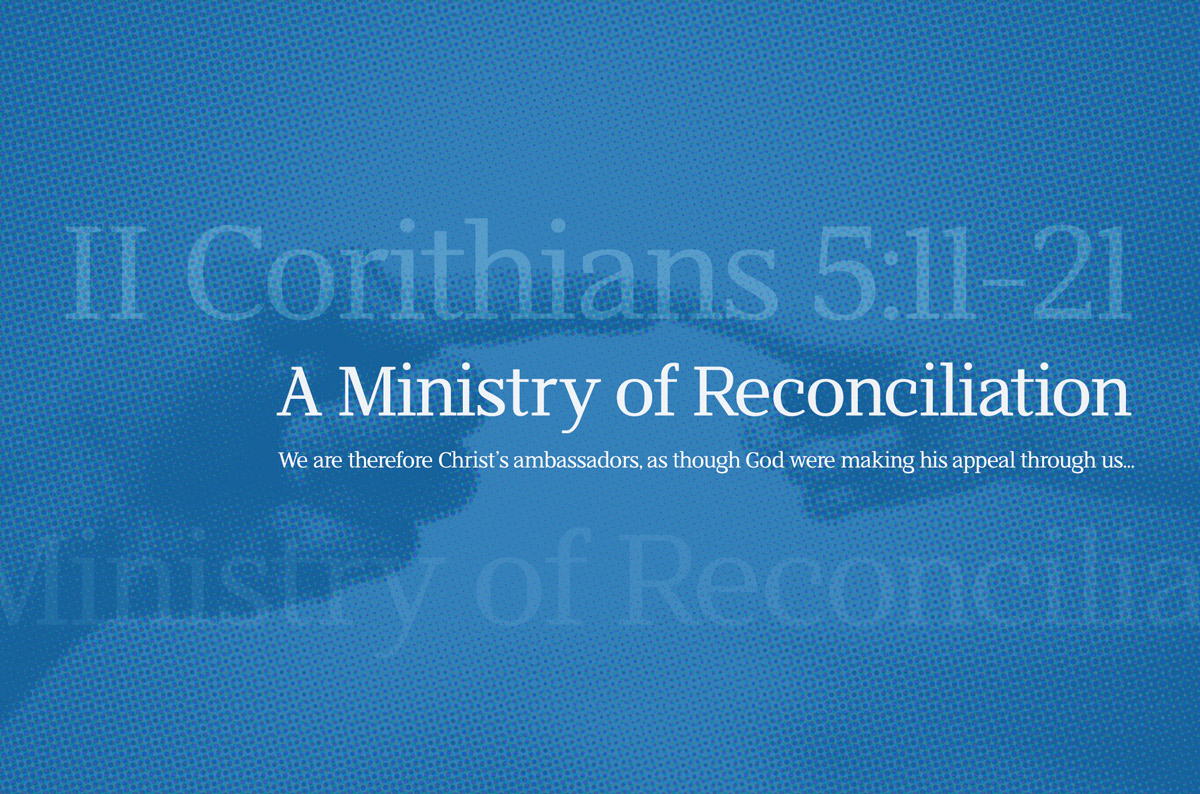 II Corithians 5:11-21
A Ministry of Reconciliation
We are therefore Christ's ambassadors, as though God were making his appeal through us...
Ministry of Reconcilia